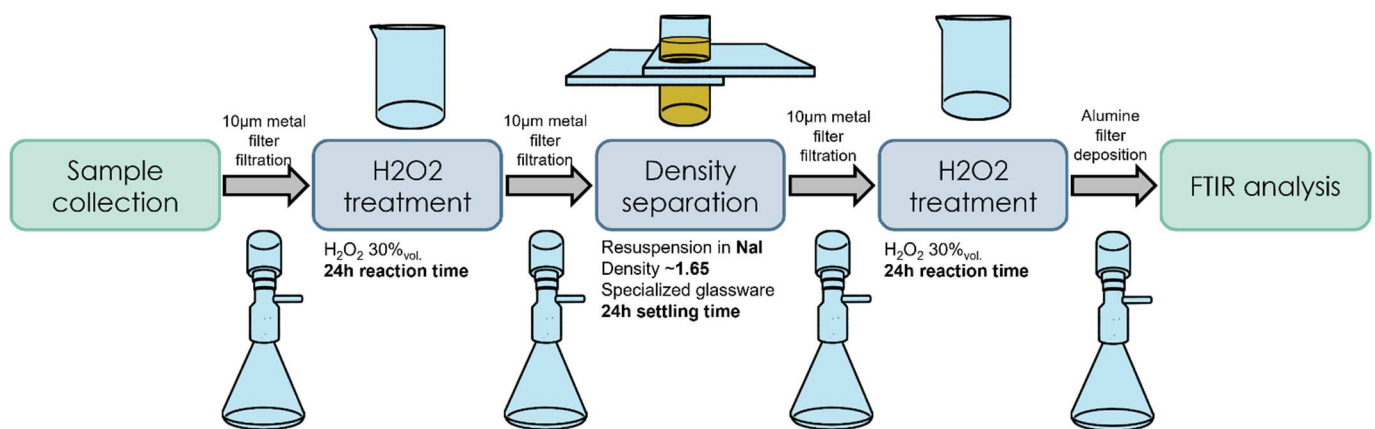 10µm metal
filter
filtration
10µm metal
filter
filtration
10µm metal
filter
filtration
Alumine
filter
deposition
Sample
collection
H2O2
treatment
Density
separation
H2O2
treatment
FTIR analysis
H₂O₂ 30%vol.
24h reaction time
Resuspension in NaI
Density ~1.65
Specialized glassware
24h settling time
H₂O₂ 30%vol.
24h reaction time